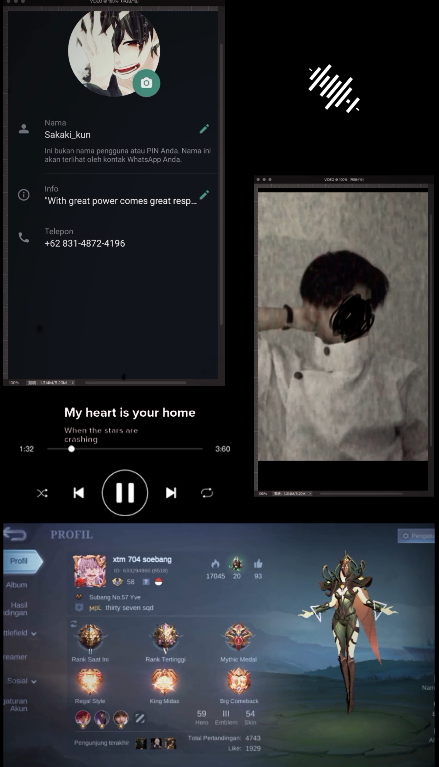 Nama
Sakaki_kun
Ini bukan nama pengguna atau PIN Anda. Nama ini
akan terlihat oleh kontak WhatsApp Anda.
Info
"With great power comes great resp...
Telepon
+62 831-4872-4196
My heart is your home
When the stars are
crashing
1:32
3:60
PROFIL
Profil
xtm 704 soebang
58
17045
20
93
Album
Subang No.57 Yve
thirty seven sqd
Hasil
Rank Saat Ini
Rank Tertinggi
Mythic Medal
Sosial
Akun
Regal Style
King Midas
Big Comeback
59
III
54
Hero
Emblem
Skin
Pengunjung terakhir
Total Pertandingan: 4743
Like: 1929